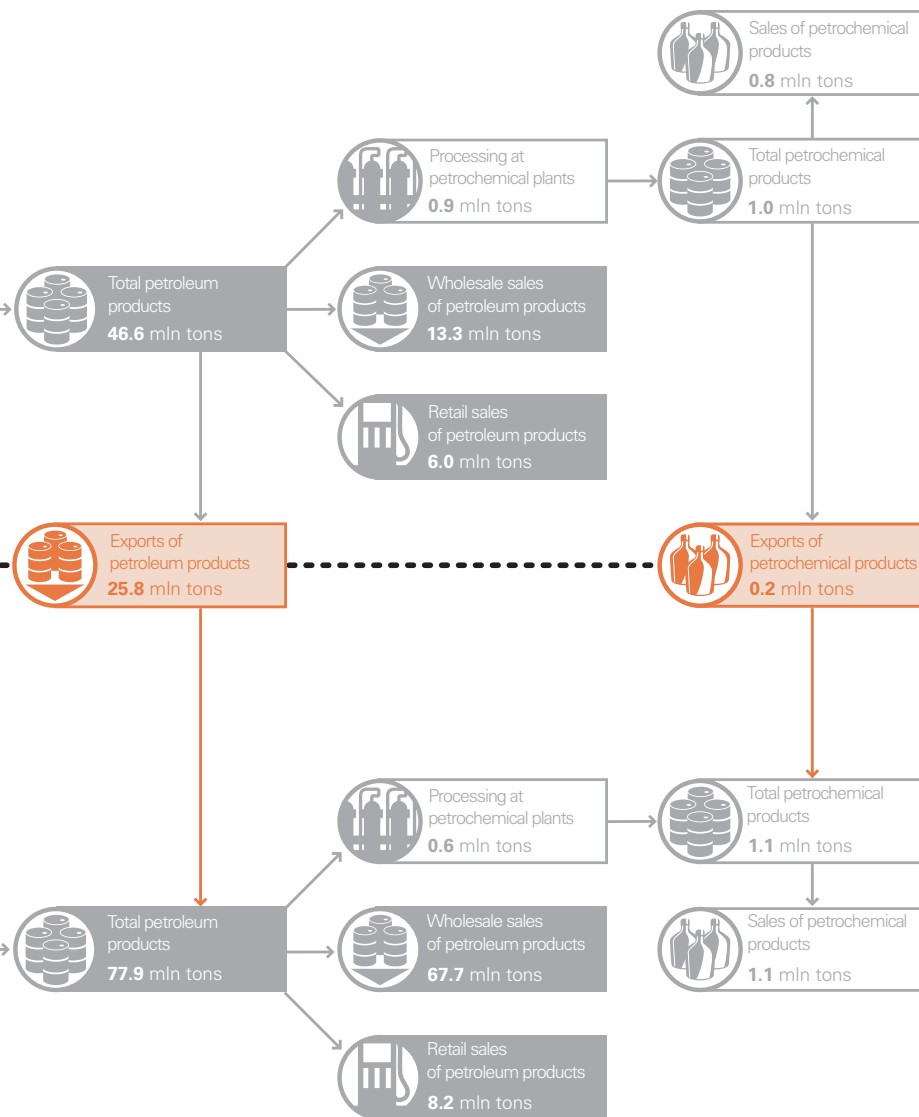 Sales of petrochemical
products
0.8 mln tons
Processing at
petrochemical plants
0.9 mln tons
Total petrochemical
products
1.0 mln tons
Total petroleum
products
46.6 mln tons
Wholesale sales
of petroleum products
13.3 mln tons
Retail sales
of petroleum products
6.0 mln tons
Exports of
petroleum products
25.8 mln tons
Exports of
petrochemical products
0.2 mln tons
Processing at
petrochemical plants
0.6 mln tons
Total petrochemical
products
1.1 mln tons
Total petroleum
products
77.9 mln tons
Wholesale sales
of petroleum products
67.7 mln tons
Sales of petrochemical
products
1.1 mln tons
Retail sales
of petroleum products
8.2 mln tons